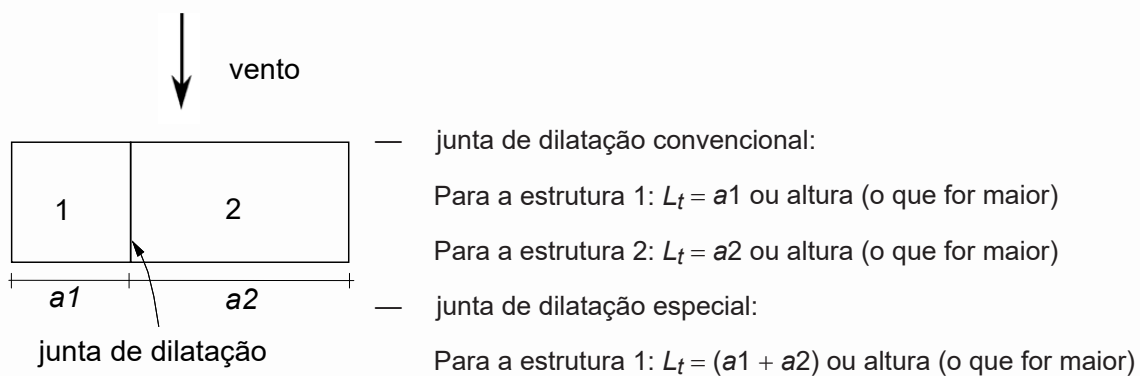 vento
1
2
a1
a2
junta de dilatação
— junta de dilatação convencional:
Para a estrutura 1: Lt = a1 ou altura (o que for maior)
Para a estrutura 2: Lt = a2 ou altura (o que for maior)
— junta de dilatação especial:
Para a estrutura 1: Lt = (a1 + a2) ou altura (o que for maior)